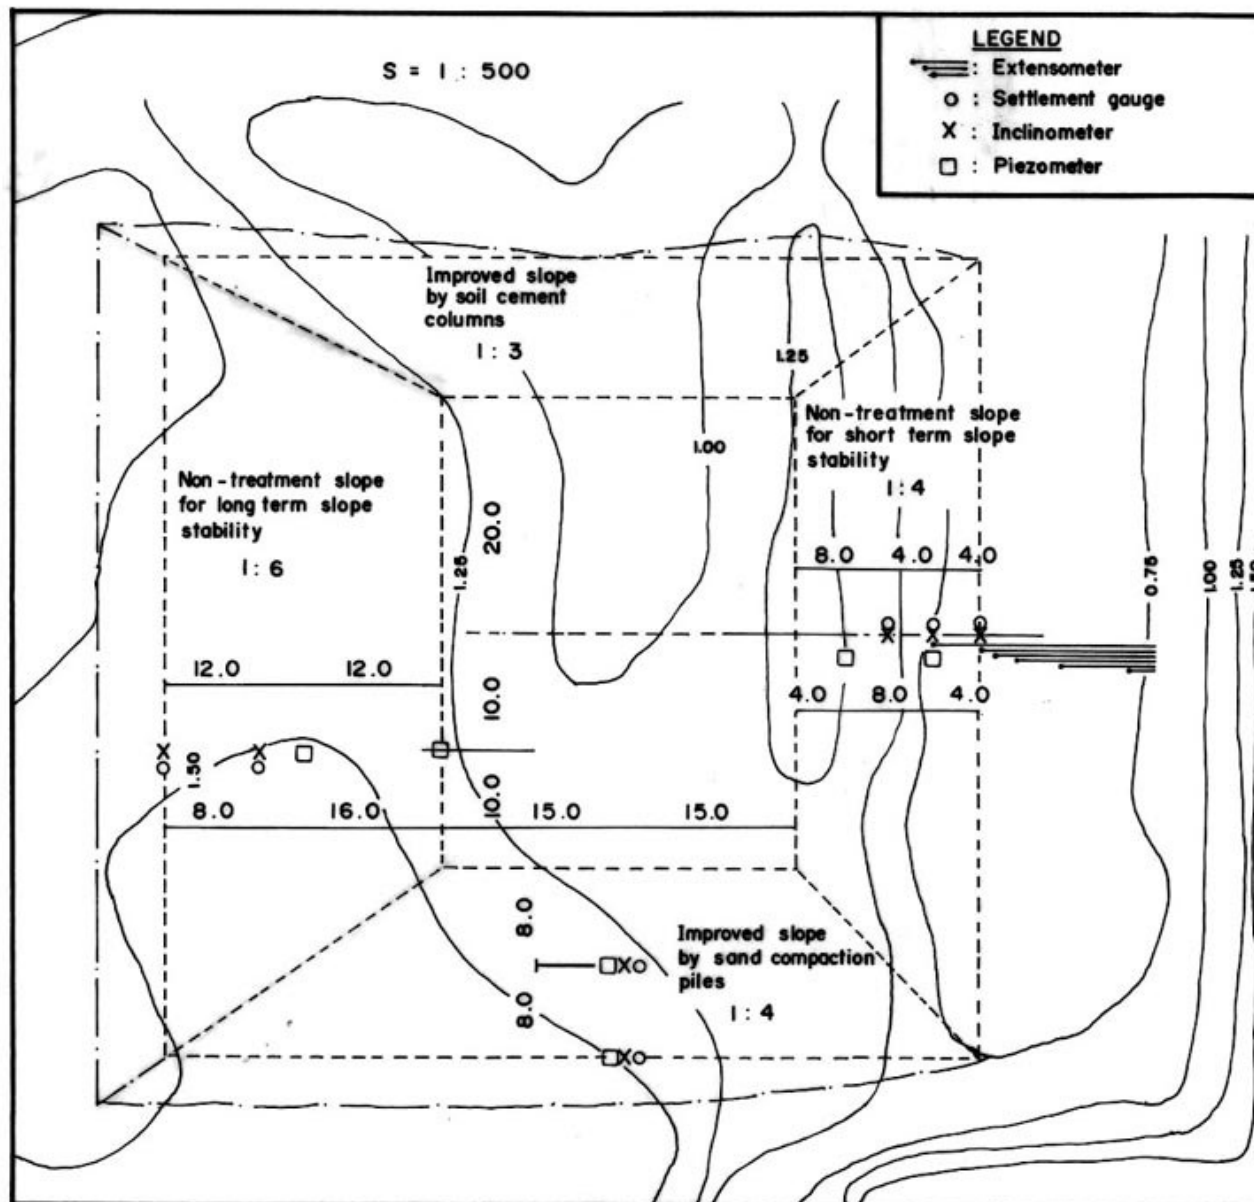 S = 1 : 500
LEGEND
: Extensometer
: Settlement gauge
: Inclinometer
: Piezometer
Improved slope
by soil cement
columns
1 : 3
1.25
1.00
Non-treatment slope
for short term slope
stability
1 : 4
Non-treatment slope
for long term slope
stability
1 : 6
20.0
1.25
8.0 4.0 4.0
0.75
1.00
1.25
12.0 12.0
10.0
4.0 8.0 4.0
1.50
10.0
8.0 16.0 15.0 15.0
8.0
Improved slope
by sand compaction
piles
1 : 4
8.0